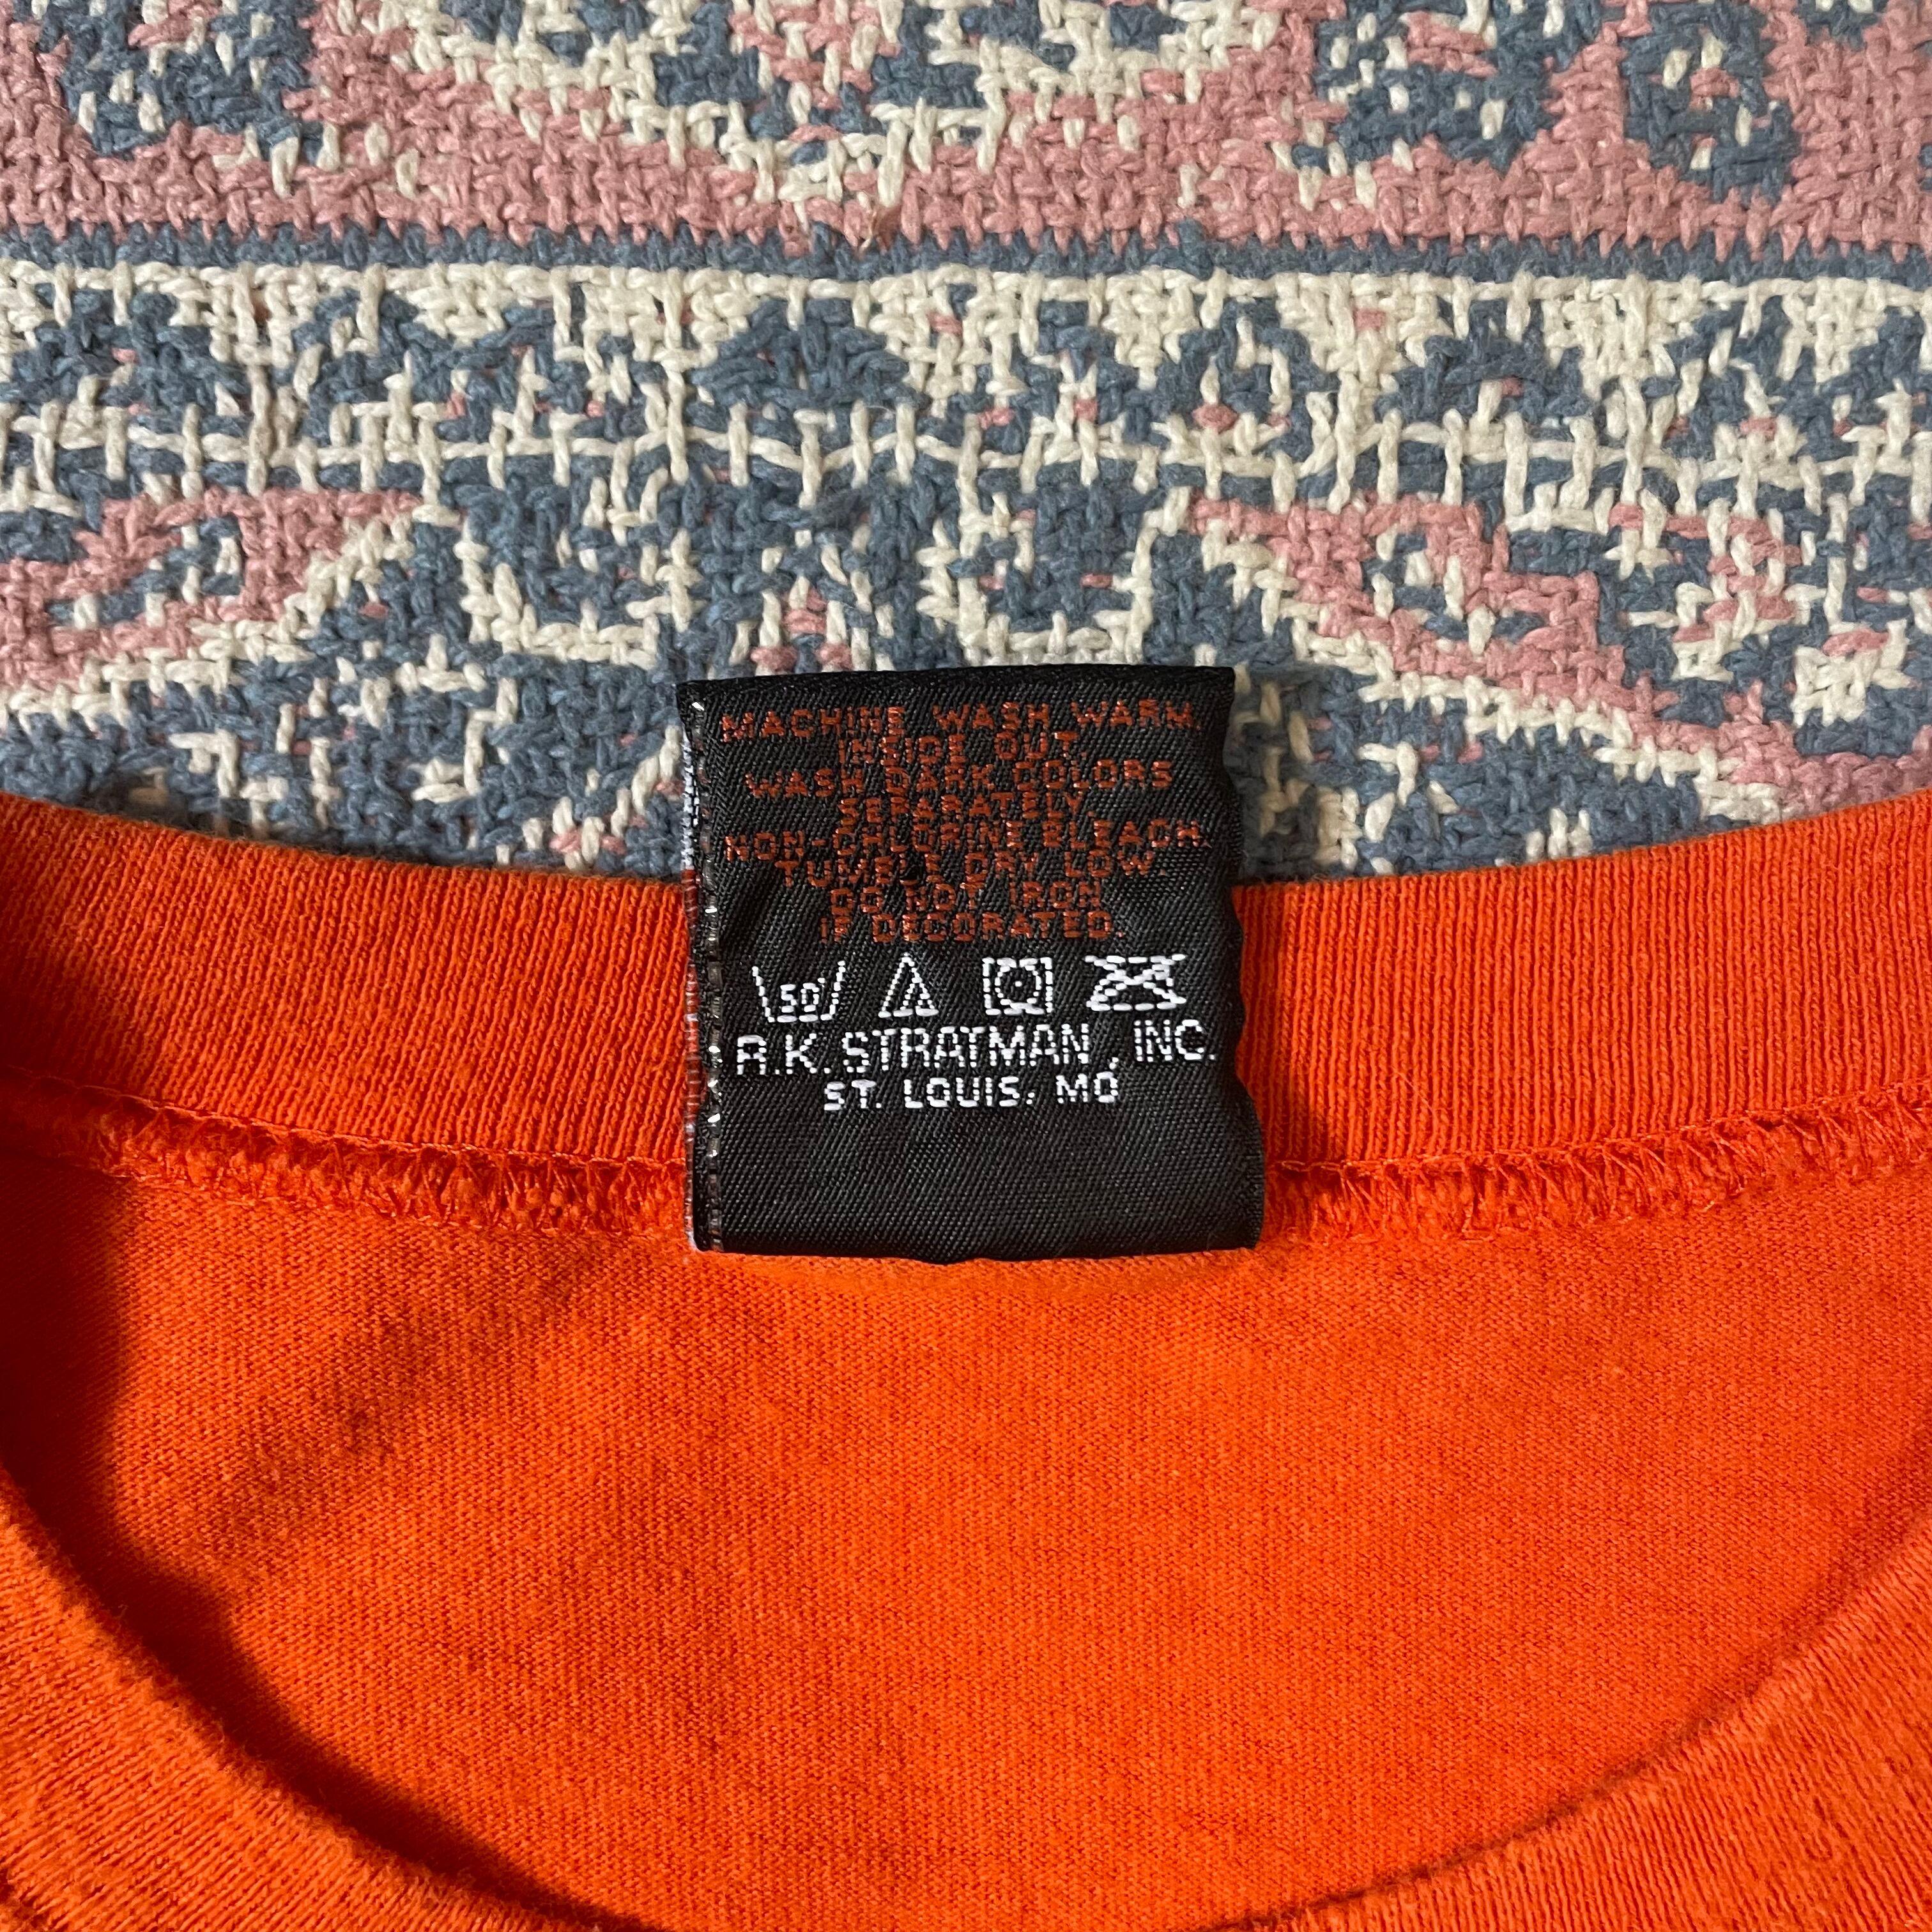 MACHINE WASH WARM
INSIDE OUT.
WASH DARK COLORS
SEPARATELY
NON-CHLORINE BLEACH
TUMBLE DRY LOW.
DO NOT IRON
IF DECORATED.
50
R.K. STRATMAN, INC.
ST. LOUIS, MO